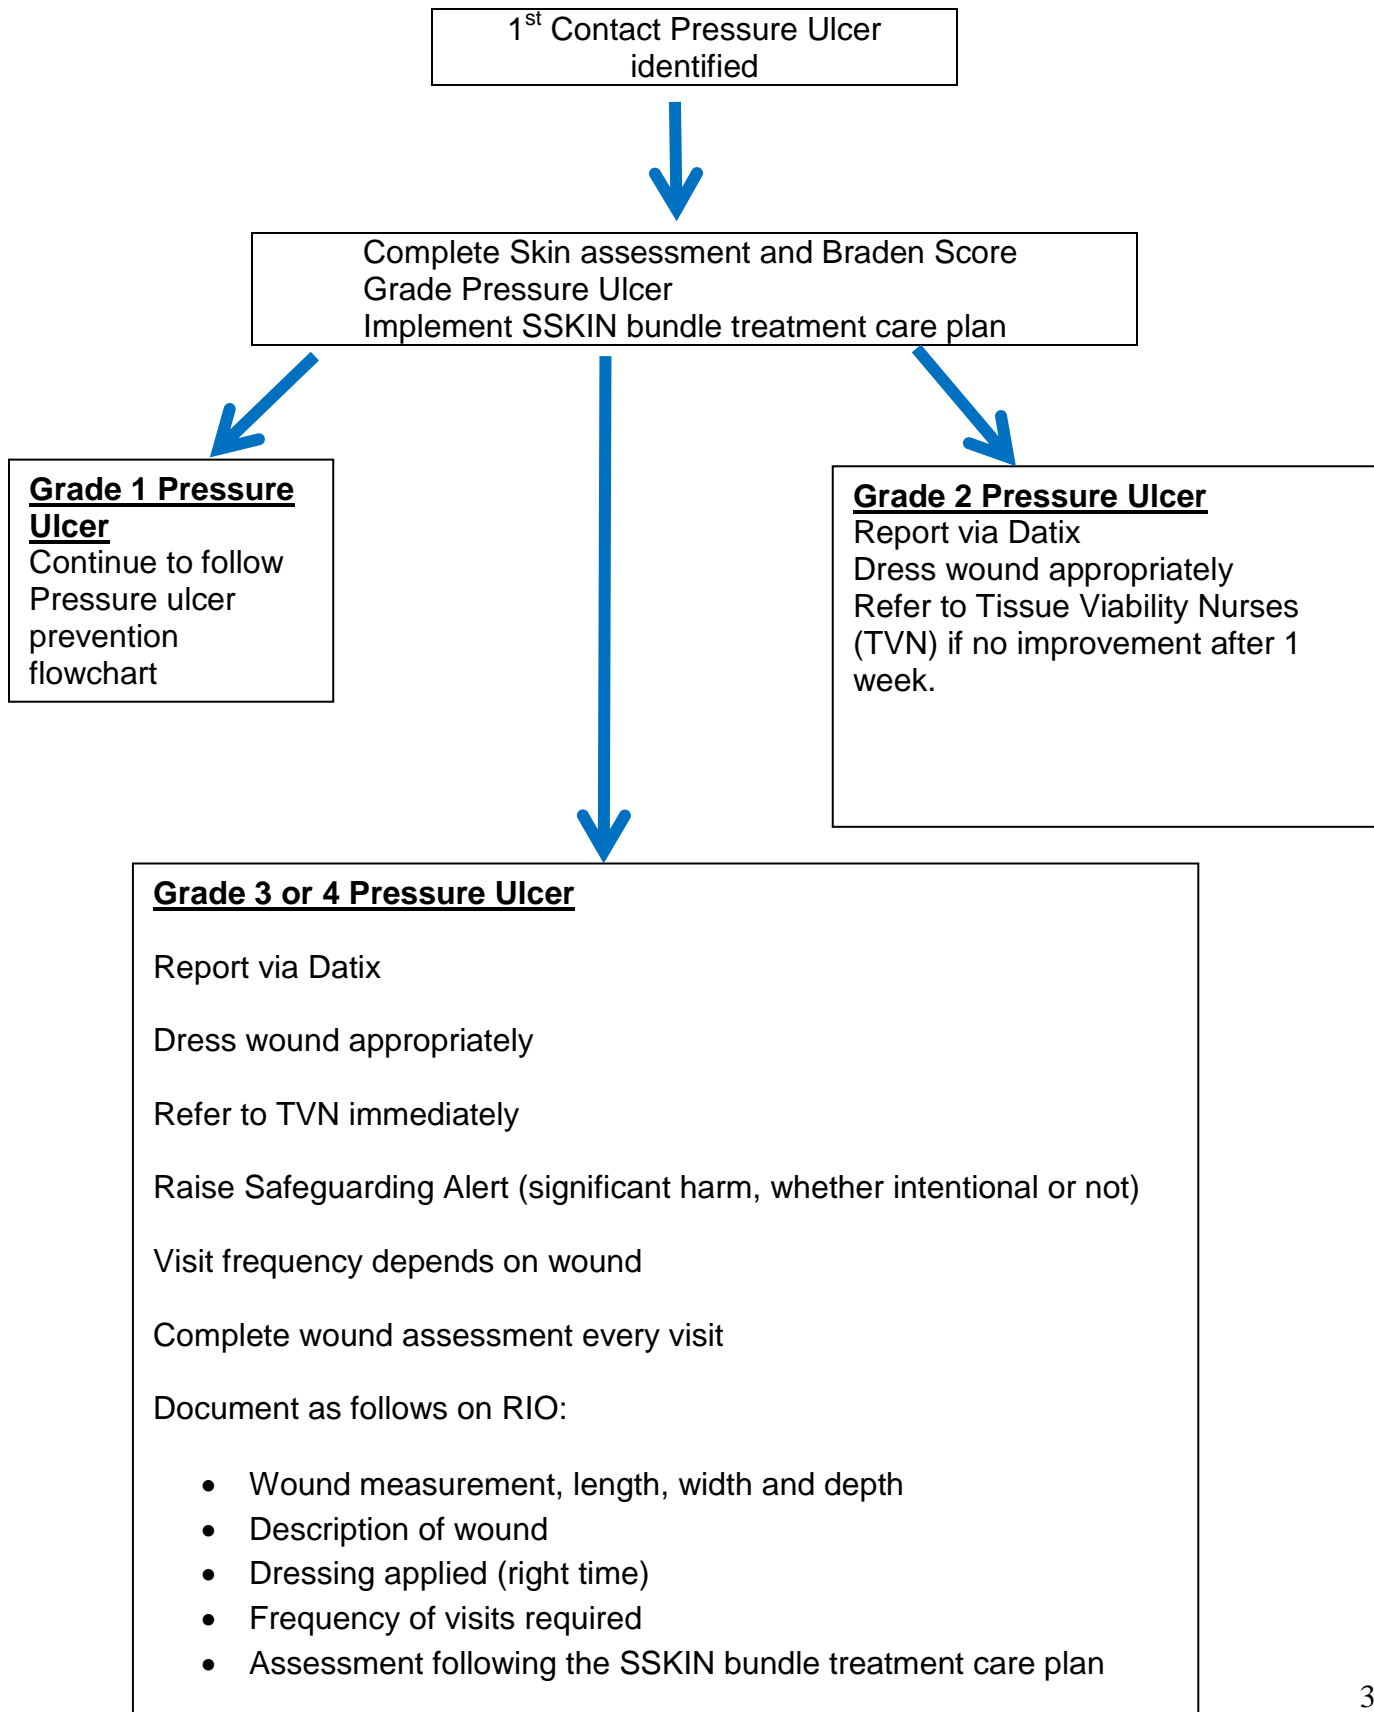 1st Contact Pressure Ulcer
identified
Complete Skin assessment and Braden Score
Grade Pressure Ulcer
Implement SSKIN bundle treatment care plan
Grade 1 Pressure
Ulcer
Continue to follow
Pressure ulcer
prevention
flowchart
Grade 2 Pressure Ulcer
Report via Datix
Dress wound appropriately
Refer to Tissue Viability Nurses
(TVN) if no improvement after 1
week.
Grade 3 or 4 Pressure Ulcer
Report via Datix
Dress wound appropriately
Refer to TVN immediately
Raise Safeguarding Alert (significant harm, whether intentional or not)
Visit frequency depends on wound
Complete wound assessment every visit
Document as follows on RIO:
• Wound measurement, length, width and depth
• Description of wound
• Dressing applied (right time)
• Frequency of visits required
• Assessment following the SSKIN bundle treatment care plan
3